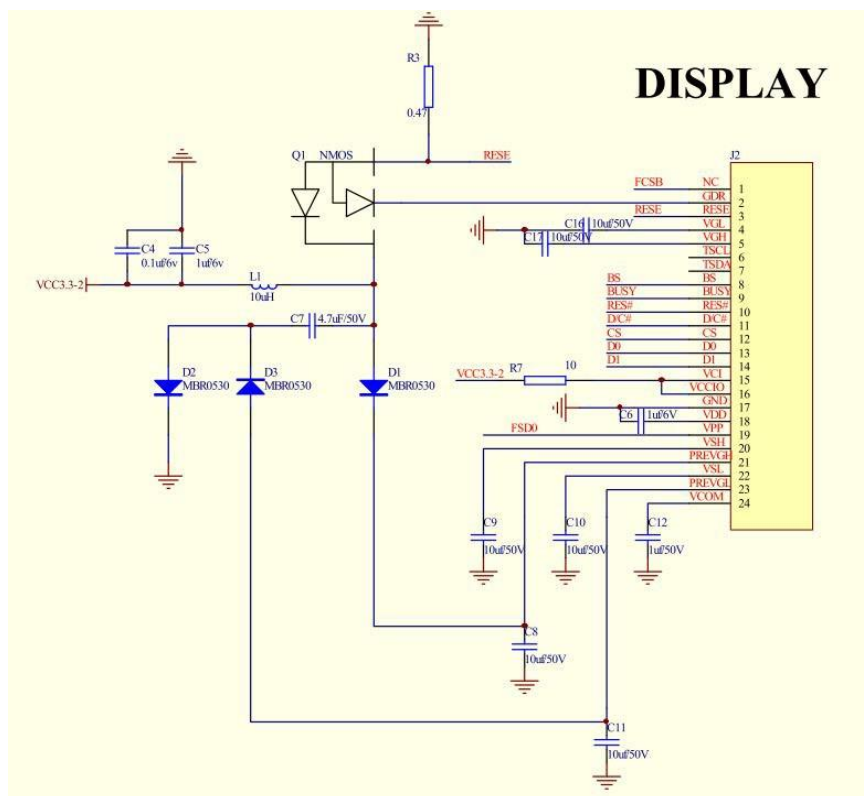 DISPLAY
R3
0.47
Q1 NMOS
RESE
J2
FCSB NC 1
GDR 2
RESE RESE 3
C16 10uf/50V VGL 4
C17 10uf/50V VGH 5
TSCL 6
TSDA 7
BS BS 8
BUSY BUSY 9
RES# RES# 10
D/C# D/C# 11
CS CS 12
D0 D0 13
D1 D1 14
VCI 15
VCCIO 16
GND 17
VDD 18
VPP 19
VSH 20
PREVGH 21
VSL 22
PREVGL 23
VCOM 24
C4
0.1uf/6v
C5
1uf/6v
VCC3.3-2
L1
10uH
C7 4.7uF/50V
D2
MBR0530
D3
MBR0530
D1
MBR0530
VCC3.3-2 R7 10
C6 1uf/6V
FSD0
C9
10uf/50V
C10
10uf/50V
C12
1uf/50V
C8
10uf/50V
C11
10uf/50V